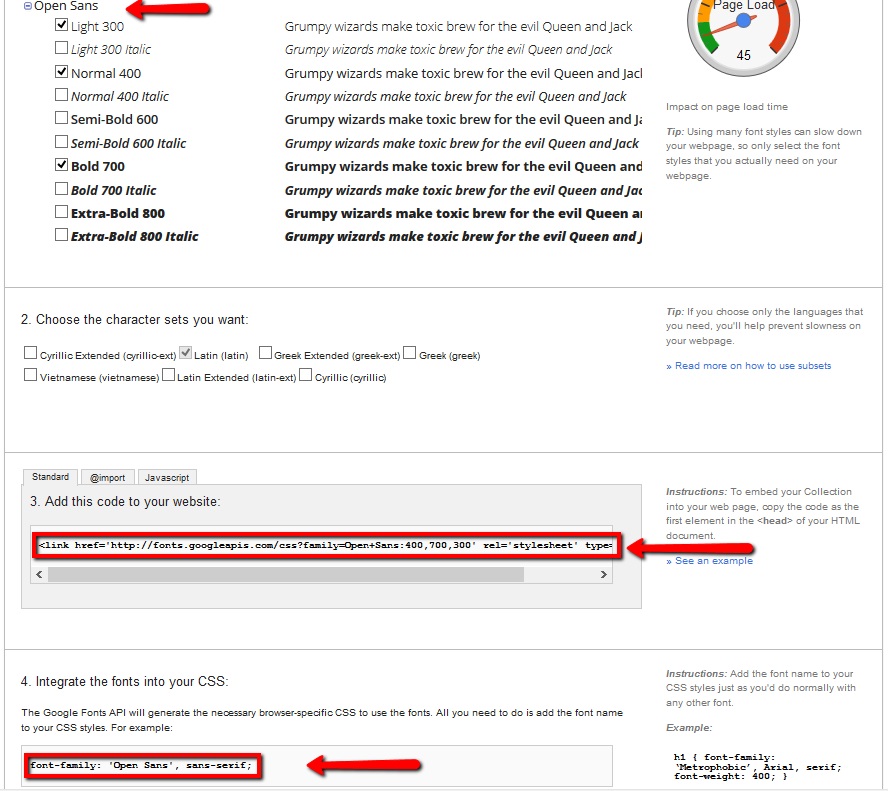 Open Sans
Light 300 Grumpy wizards make toxic brew for the evil Queen and Jack
Light 300 Italic Grumpy wizards make toxic brew for the evil Queen and Jack
Normal 400 Grumpy wizards make toxic brew for the evil Queen and Jack
Normal 400 Italic Grumpy wizards make toxic brew for the evil Queen and Jack
Semi-Bold 600 Grumpy wizards make toxic brew for the evil Queen and Ja
Semi-Bold 600 Italic Grumpy wizards make toxic brew for the evil Queen and Jack
Bold 700 Grumpy wizards make toxic brew for the evil Queen and
Bold 700 Italic Grumpy wizards make toxic brew for the evil Queen and Jac
Extra-Bold 800 Grumpy wizards make toxic brew for the evil Queen a
Extra-Bold 800 Italic Grumpy wizards make toxic brew for the evil Queen and J
Page Load
45
Impact on page load time
Tip: Using many font styles can slow down
your webpage, so only select the font
styles that you actually need on your
webpage.
2. Choose the character sets you want:
Cyrillic Extended (cyrillic-ext) Latin (latin) Greek Extended (greek-ext) Greek (greek)
Vietnamese (vietnamese) Latin Extended (latin-ext) Cyrillic (cyrillic)
Tip: If you choose only the languages that
you need, you'll help prevent slowness on
your webpage.
» Read more on how to use subsets
Standard @import Javascript
3. Add this code to your website:
<link href='http://fonts.googleapis.com/css?family=Open+Sans:400,700,300' rel='stylesheet' type=
Instructions: To embed your Collection
into your web page, copy the code as the
first element in the <head> of your HTML
document.
» See an example
4. Integrate the fonts into your CSS:
The Google Fonts API will generate the necessary browser-specific CSS to use the fonts. All you need to do is add the font name
to your CSS styles. For example:
font-family: 'Open Sans', sans-serif;
Instructions: Add the font name to your
CSS styles just as you'd do normally with
any other font.
Example:
h1 { font-family:
'Metrophobic', Arial, serif;
font-weight: 400; }